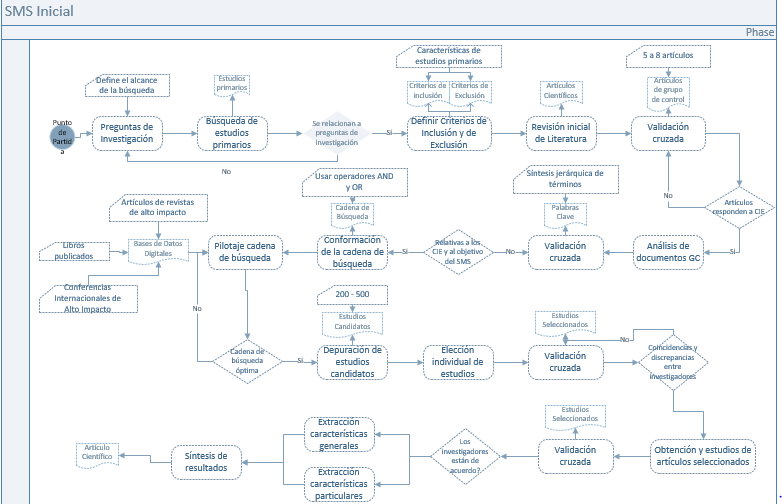 SMS Inicial
Phase
Punto
de
Partid
a
Define el alcance
de la búsqueda
Preguntas de
Investigación
Estudios
primarios
Búsqueda de
estudios
primarios
Se relacionan a
preguntas de
investigación
No
Si
Características de
estudios primarios
Criterios de
inclusión
Criterios de
Exclusión
Definir Criterios de
Inclusión y de
Exclusión
Artículos
Científicos
Revisión inicial
de Literatura
5 a 8 artículos
Artículos
de grupo
de control
Validación
cruzada
No
Artículos
responden a CIE
Si
Análisis de
documentos GC
Síntesis jerárquica de
términos
Palabras
Clave
Validación
cruzada
No
Relativas a los
CIE y al objetivo
del SMS
Si
Usar operadores AND
y OR
Cadena de
Búsqueda
Conformación
de la cadena de
búsqueda
Pilotaje cadena
de búsqueda
Artículos de revistas
de alto impacto
Libros
publicados
Bases de Datos
Digitales
Conferencias
Internacionales de
Alto Impacto
No
Cadena de
búsqueda
óptima
Si
200 - 500
Estudios
Candidatos
Depuración de
estudios
candidatos
Elección
individual de
estudios
Estudios
Seleccionados
Validación
cruzada
No
Coincidencias y
discrepancias
entre
investigadores
Obtención y estudios de
artículos seleccionados
Estudios
Seleccionados
Validación
cruzada
Los
investigadores
están de
acuerdo?
Extracción
características
generales
Extracción
características
particulares
Síntesis de
resultados
Artículo
Científico